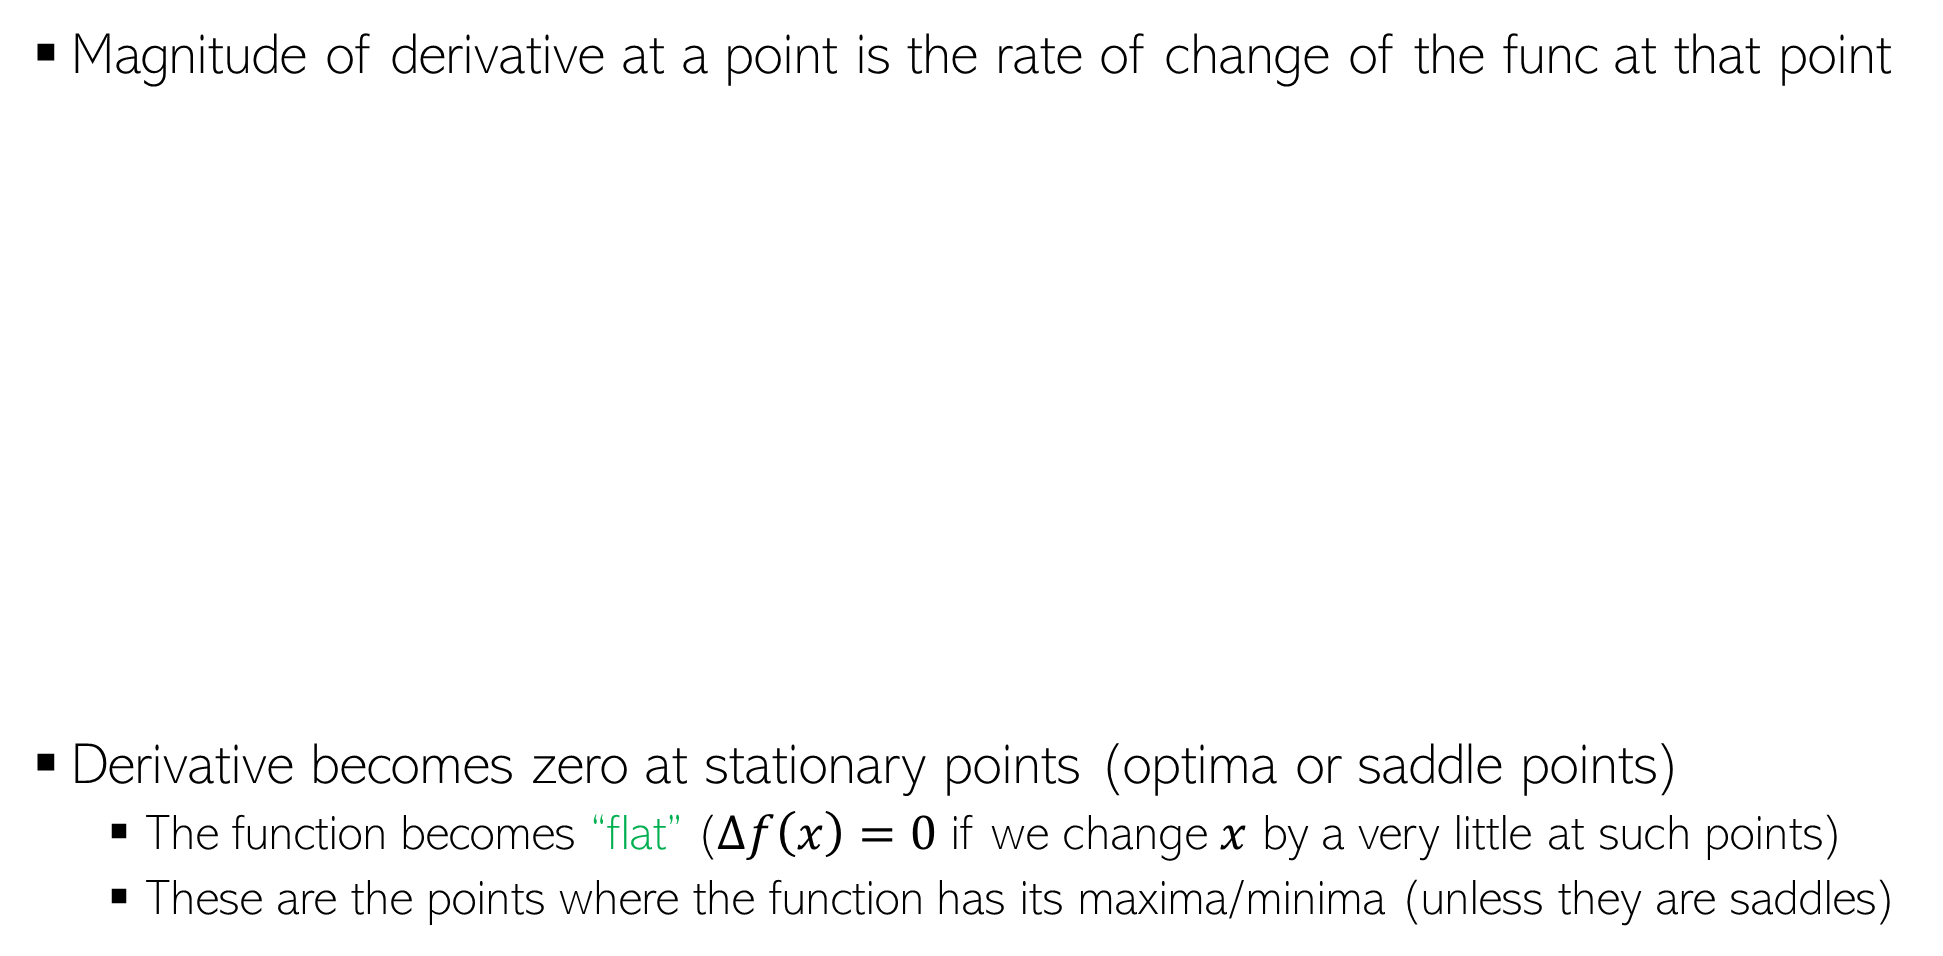 ▪ Magnitude of derivative at a point is the rate of change of the func at that point
▪ Derivative becomes zero at stationary points (optima or saddle points)
▪ The function becomes “flat” (Δ𝑓(𝑥) = 0 if we change 𝑥 by a very little at such points)
▪ These are the points where the function has its maxima/minima (unless they are saddles)